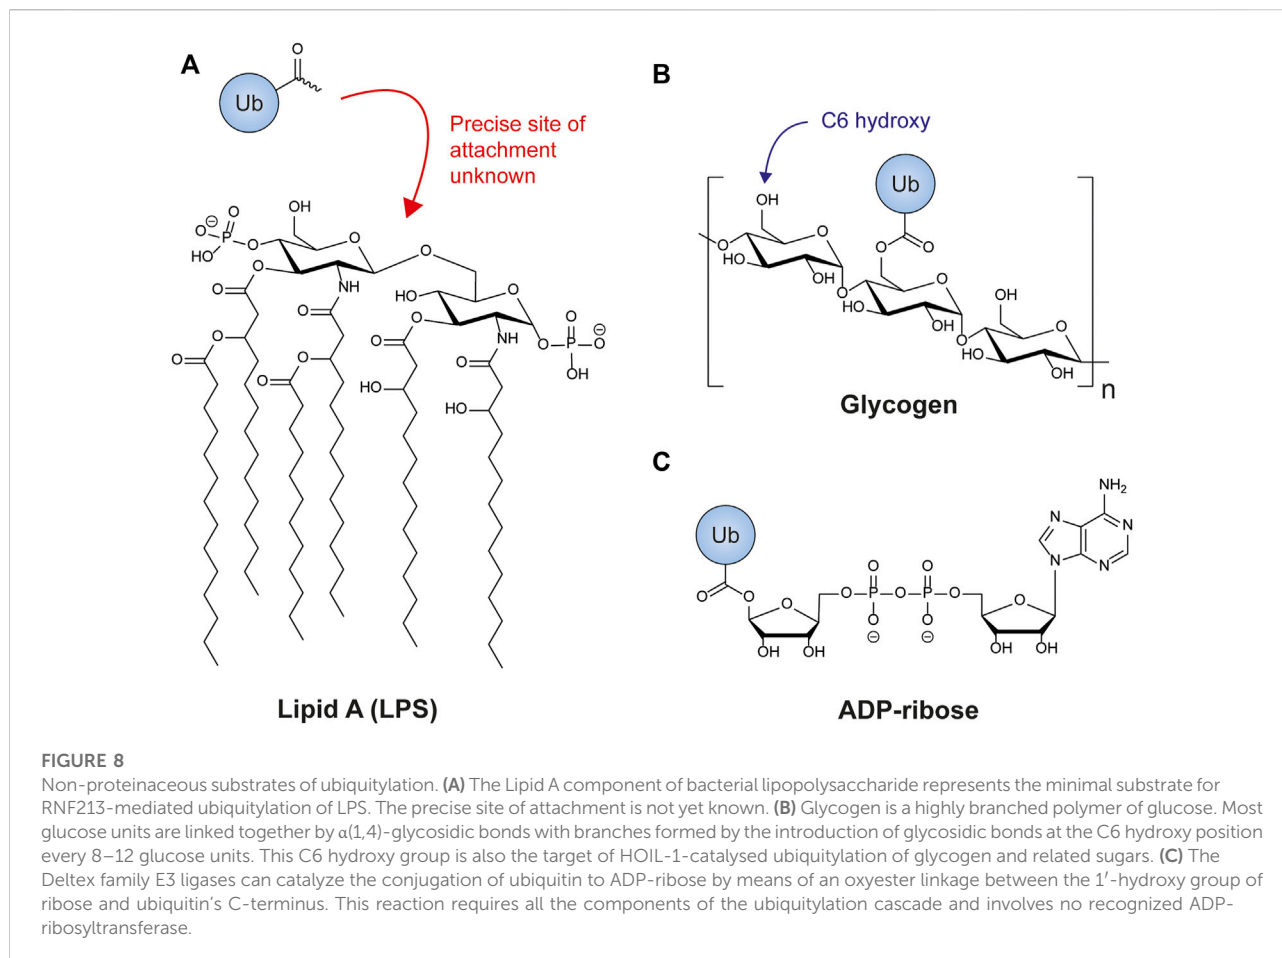 A
O
Ub
Precise site of
attachment
unknown
OH
O
⊖
O
P
HO
O
O
O
O
O
NH
HO
O
O
O
O
O
O
O
NH
O
P
O
⊖
OH
O
O
O
O
HO
HO
Lipid A (LPS)
B
C6 hydroxy
Ub
OH
O
O
HO
OH
O
O
O
O
HO
OH
O
OH
O
HO
OH
n
Glycogen
C
Ub
O
O
O
OH
OH
O
P
O
P
O
O
O
O
O
⊖
⊖
O
OH
OH
N
N
N
N
NH₂
ADP-ribose
FIGURE 8
Non-proteinaceous substrates of ubiquitylation. (A) The Lipid A component of bacterial lipopolysaccharide represents the minimal substrate for
RNF213-mediated ubiquitylation of LPS. The precise site of attachment is not yet known. (B) Glycogen is a highly branched polymer of glucose. Most
glucose units are linked together by α(1,4)-glycosidic bonds with branches formed by the introduction of glycosidic bonds at the C6 hydroxy position
every 8–12 glucose units. This C6 hydroxy group is also the target of HOIL-1-catalysed ubiquitylation of glycogen and related sugars. (C) The
Deltex family E3 ligases can catalyze the conjugation of ubiquitin to ADP-ribose by means of an oxyester linkage between the 1′-hydroxy group of
ribose and ubiquitin’s C-terminus. This reaction requires all the components of the ubiquitylation cascade and involves no recognized ADP-
ribosyltransferase.